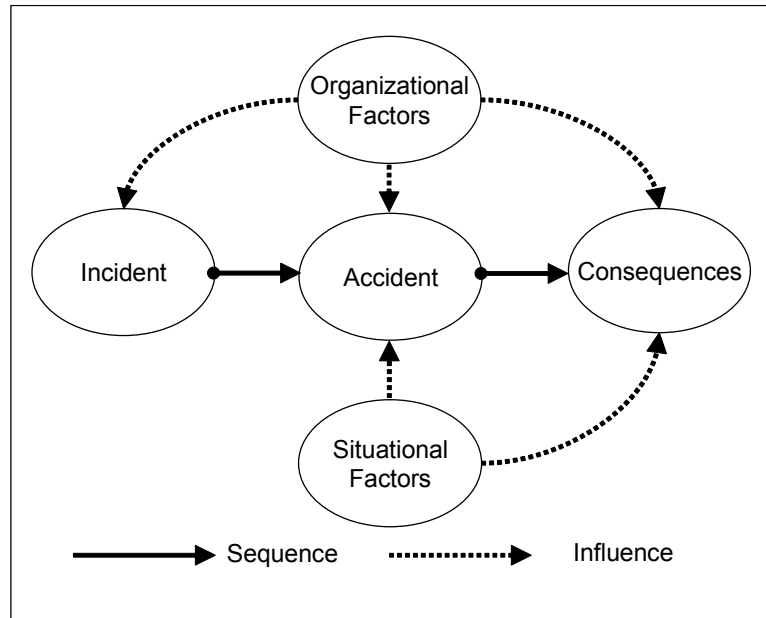 Organizational
Factors
Incident
Accident
Consequences
Situational
Factors
Sequence
Influence